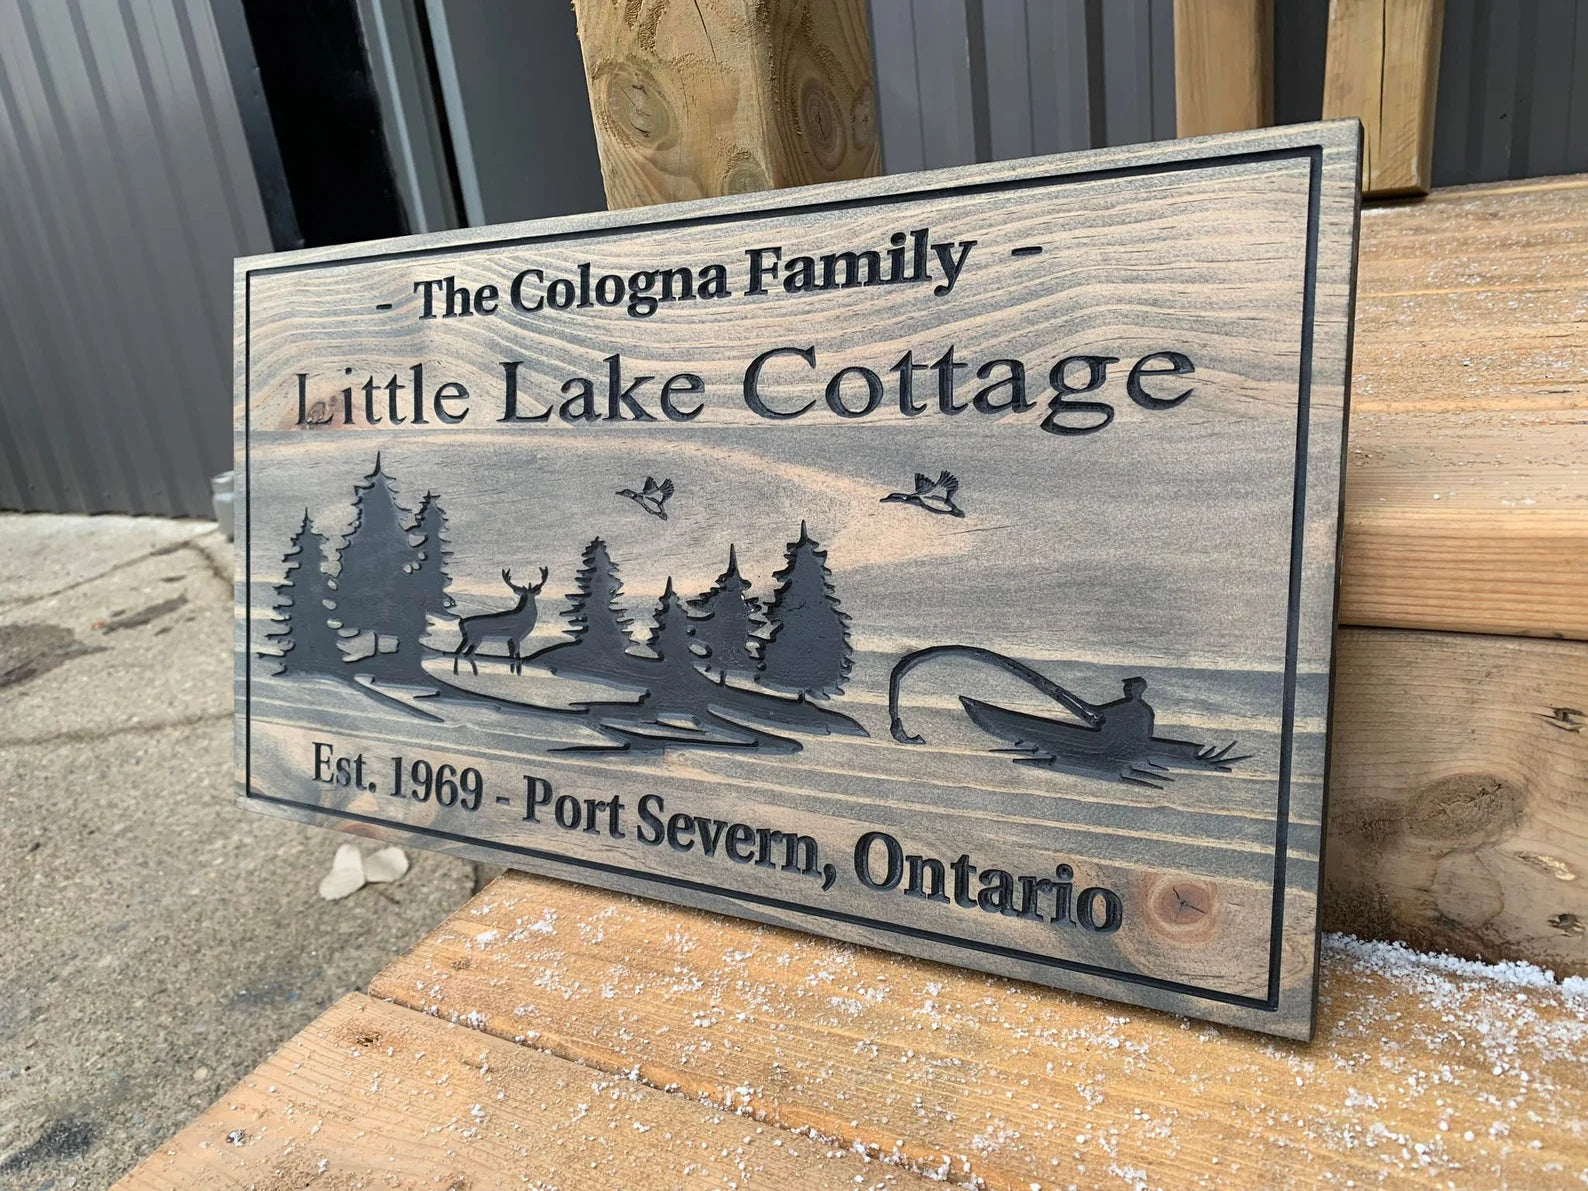 - The Cologna Family -
Little Lake Cottage
Est. 1969 - Port Severn, Ontario